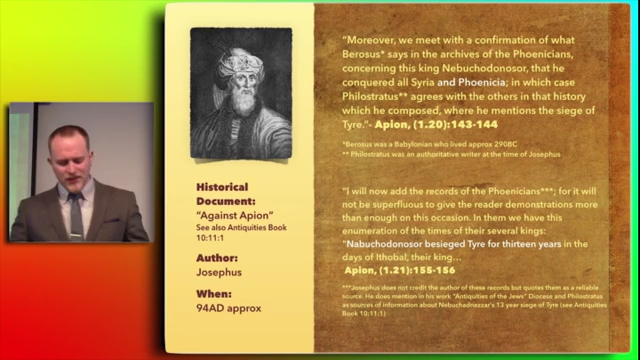 Historical
Document:
“Against Apion”
See also Antiquities Book
10:11:1
Author:
Josephus
When:
94AD approx
“Moreover, we meet with a confirmation of what
Berosus* says in the archives of the Phoenicians,
concerning this king Nebuchodonosor, that he
conquered all Syria and Phoenicia; in which case
Philostratus** agrees with the others in that history
which he composed, where he mentions the siege of
Tyre.”- Apion, (1.20):143-144
*Berosus was a Babylonian who lived approx 290BC
** Philostratus was an authoritative writer at the time of Josephus
“I will now add the records of the Phoenicians***; for it will
not be superfluous to give the reader demonstrations more
than enough on this occasion. In them we have this
enumeration of the times of their several kings:
“Nabuchodonosor besieged Tyre for thirteen years in the
days of Ithobal, their king…
Apion, (1.21):155-156
***Josephus does not credit the author of these records but quotes them as a reliable
source. He does mention in his work “Antiquities of the Jews” Diocese and Philostratus
as sources of information about Nebuchadnezzar's 13 year siege of Tyre (see Antiquities
Book 10:11:1)